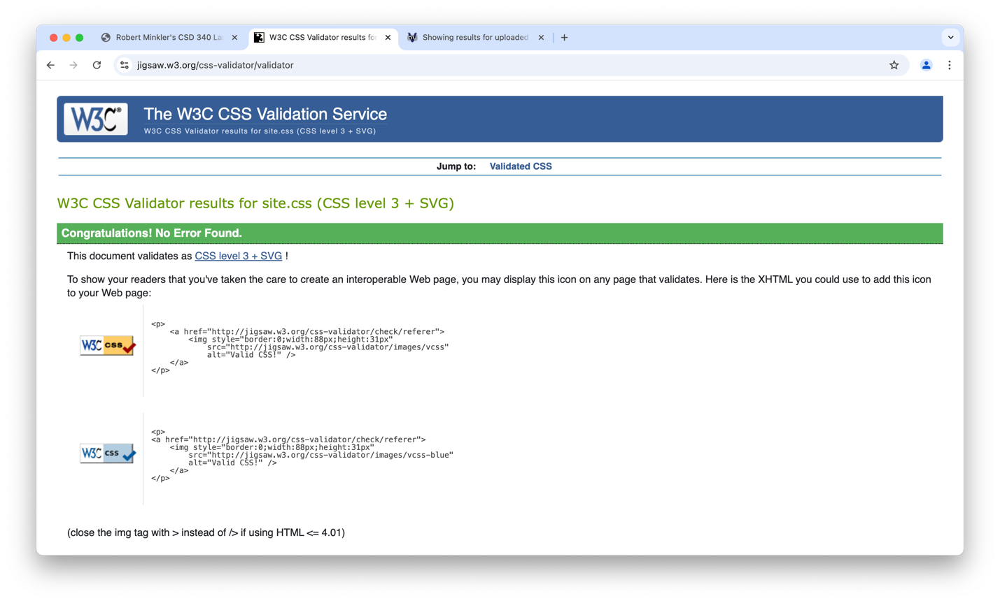 Robert Minkler's CSD 340 La
W3C CSS Validator results fo
Showing results for uploaded
jigsaw.w3.org/css-validator/validator
W3C®
The W3C CSS Validation Service
W3C CSS Validator results for site.css (CSS level 3 + SVG)
Jump to: Validated CSS
W3C CSS Validator results for site.css (CSS level 3 + SVG)
Congratulations! No Error Found.
This document validates as CSS level 3 + SVG !
To show your readers that you've taken the care to create an interoperable Web page, you may display this icon on any page that validates. Here is the XHTML you could use to add this icon
to your Web page:
W3C css
<p>
<a href="http://jigsaw.w3.org/css-validator/check/referer">
<img style="border:0;width:88px;height:31px"
src="http://jigsaw.w3.org/css-validator/images/vcss"
alt="Valid CSS!" />
</a>
</p>
W3C css
<p>
<a href="http://jigsaw.w3.org/css-validator/check/referer">
<img style="border:0;width:88px;height:31px"
src="http://jigsaw.w3.org/css-validator/images/vcss-blue"
alt="Valid CSS!" />
</a>
</p>
(close the img tag with > instead of /> if using HTML <= 4.01)